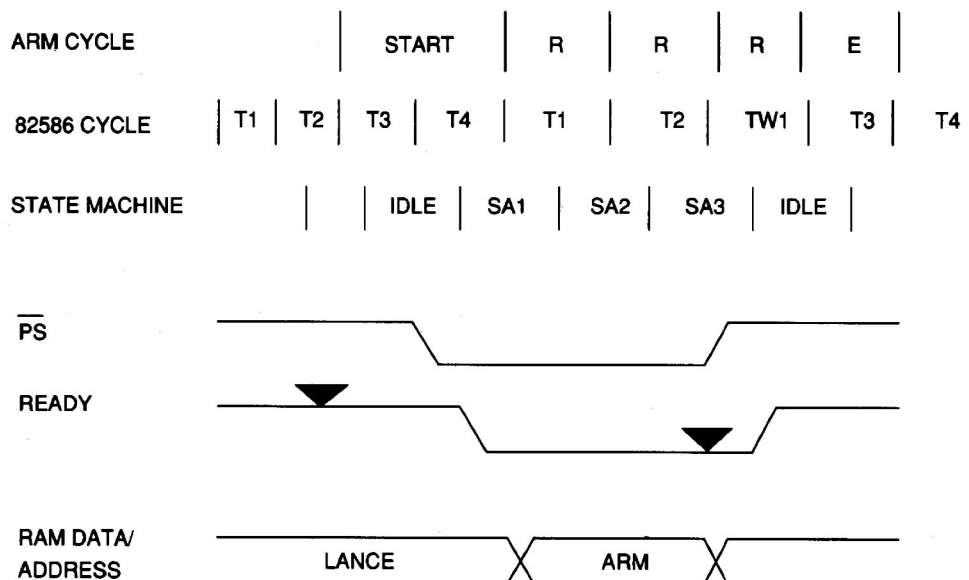 ARM CYCLE START R R R E
82586 CYCLE T1 T2 T3 T4 T1 T2 TW1 T3 T4
STATE MACHINE IDLE SA1 SA2 SA3 IDLE
PS
READY
RAM DATA/
ADDRESS LANCE ARM